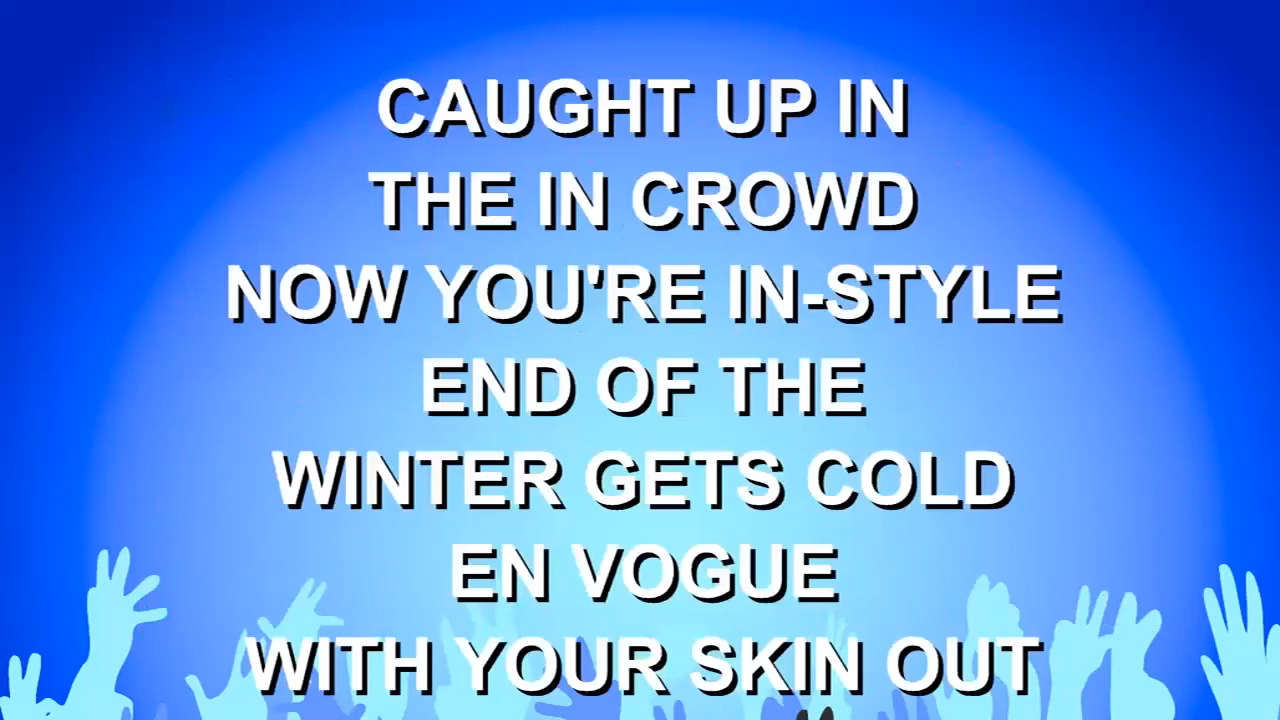 CAUGHT UP IN
THE IN CROWD
NOW YOU'RE IN-STYLE
END OF THE
WINTER GETS COLD
EN VOGUE
WITH YOUR SKIN OUT